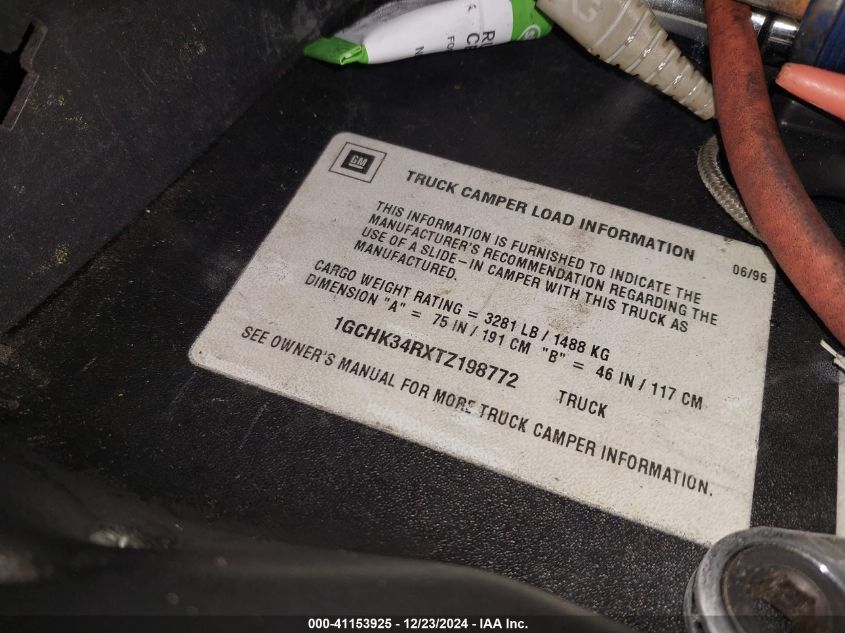 GM
TRUCK CAMPER LOAD INFORMATION
06/96
THIS INFORMATION IS FURNISHED TO INDICATE THE
MANUFACTURER'S RECOMMENDATION REGARDING THE
USE OF A SLIDE-IN CAMPER WITH THIS TRUCK AS
MANUFACTURED.
CARGO WEIGHT RATING = 3281 LB / 1488 KG
DIMENSION "A" = 75 IN / 191 CM "B" = 46 IN / 117 CM
1GCHK34RXTZ198772 TRUCK
SEE OWNER'S MANUAL FOR MORE TRUCK CAMPER INFORMATION.
000-41153925 - 12/23/2024 - IAA Inc.